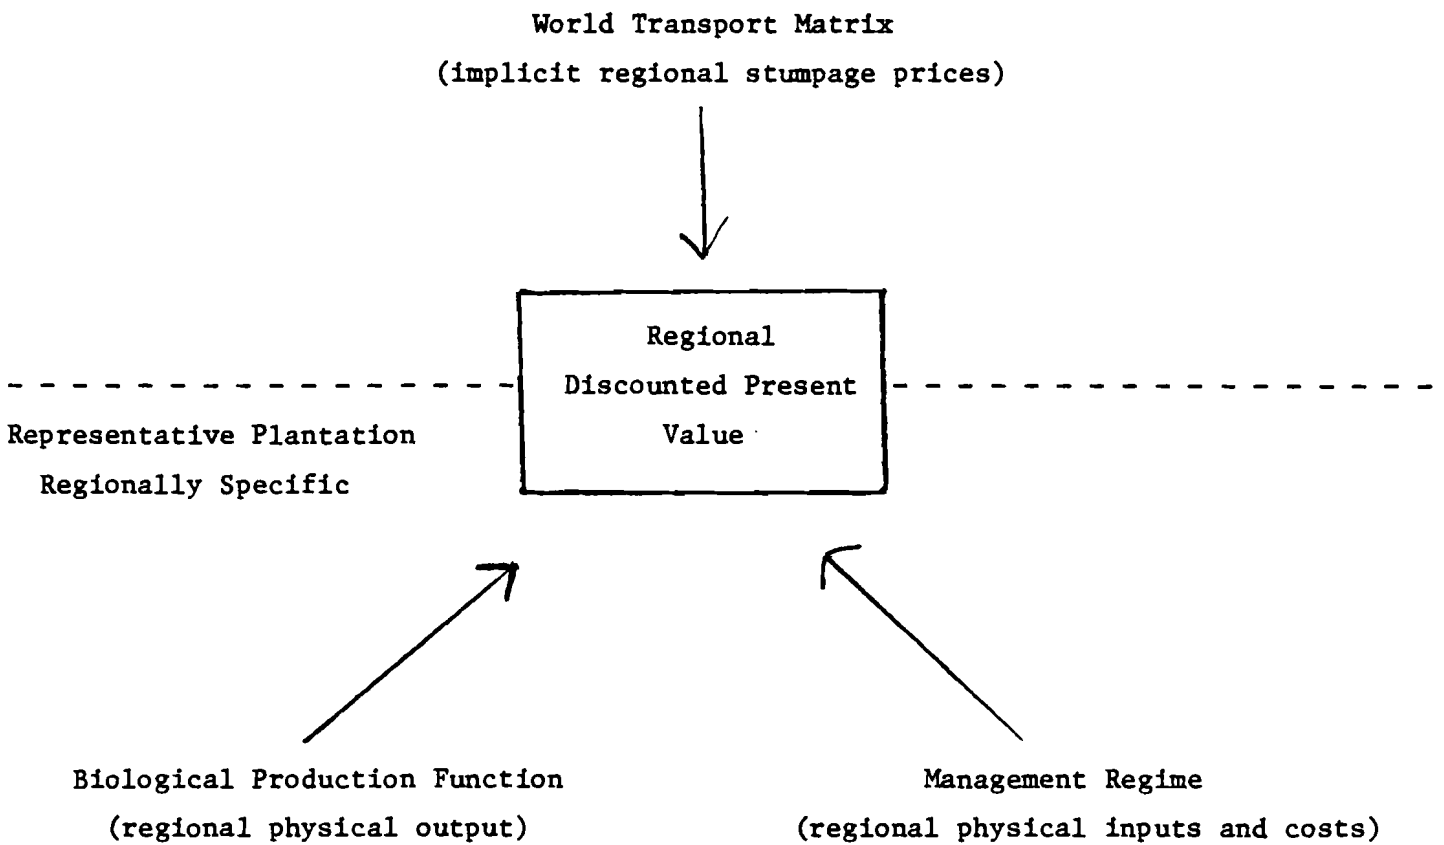 World Transport Matrix
(implicit regional stumpage prices)
Regional
Discounted Present
Value
Representative Plantation
Regionally Specific
Biological Production Function
(regional physical output)
Management Regime
(regional physical inputs and costs)